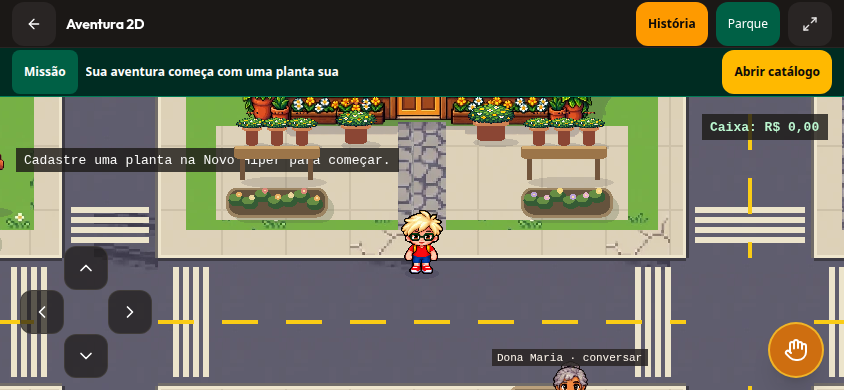 Aventura 2D
História
Parque
Missão
Sua aventura começa com uma planta sua
Abrir catálogo
Caixa: R$ 0,00
Cadastre uma planta na Novo Hiper para começar.
Dona Maria · conversar